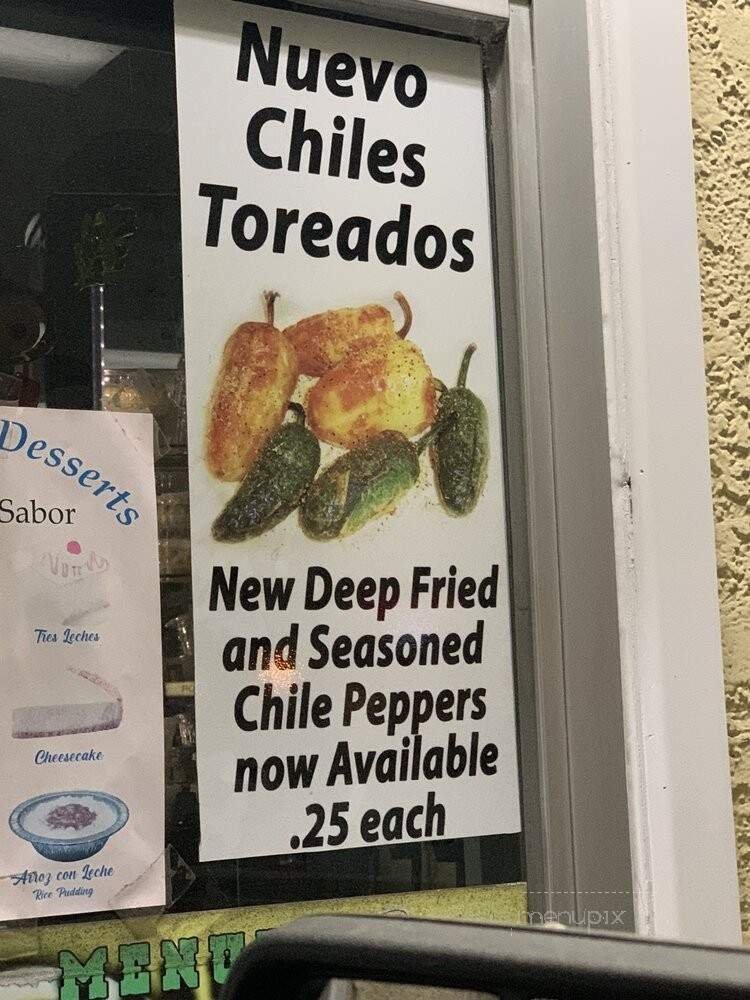 Nuevo
Chiles
Toreados
New Deep Fried
and Seasoned
Chile Peppers
now Available
.25 each
Desserts
Sabor
Tres Leches
Cheesecake
Arroz con Leche
Rice Pudding
MENU
menupix